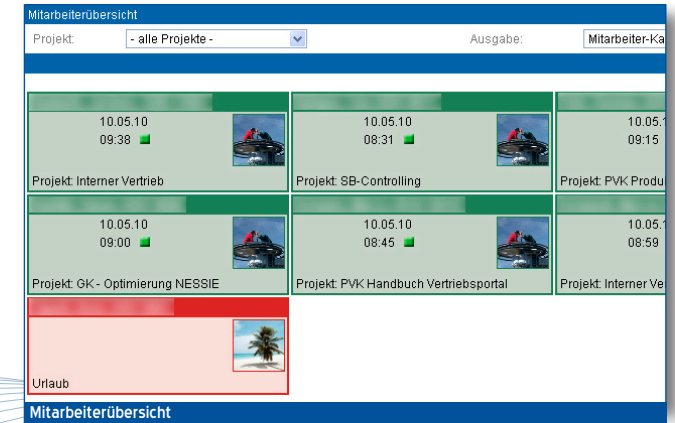 Mitarbeiterübersicht
Projekt: - alle Projekte - Ausgabe: Mitarbeiter-Ka
10.05.10 10.05.10 10.05.1
09:38 08:31 09:15
Projekt: Interner Vertrieb Projekt: SB-Controlling Projekt: PVK Produ
10.05.10 10.05.10 10.05.1
09:00 08:45 08:59
Projekt: GK - Optimierung NESSIE Projekt: PVK Handbuch Vertriebsportal Projekt: Interner Ve
Urlaub
Mitarbeiterübersicht